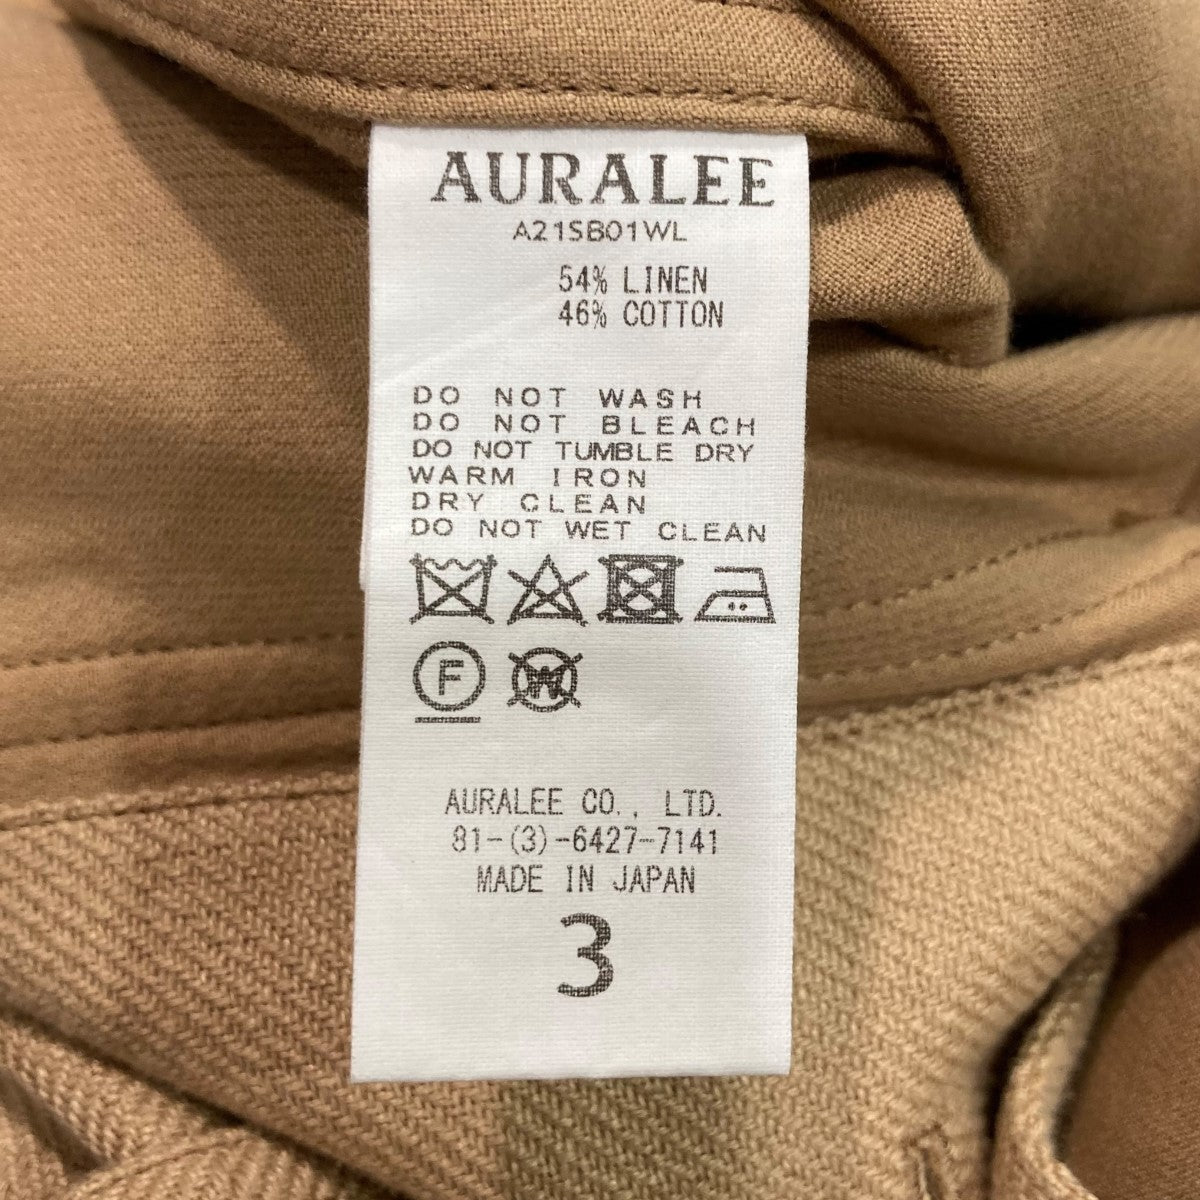 AURALEE
A21SB01WL
54% LINEN
46% COTTON
DO NOT WASH
DO NOT BLEACH
DO NOT TUMBLE DRY
WARM IRON
DRY CLEAN
DO NOT WET CLEAN
F W
AURALEE CO., LTD.
81-(3)-6427-7141
MADE IN JAPAN
3